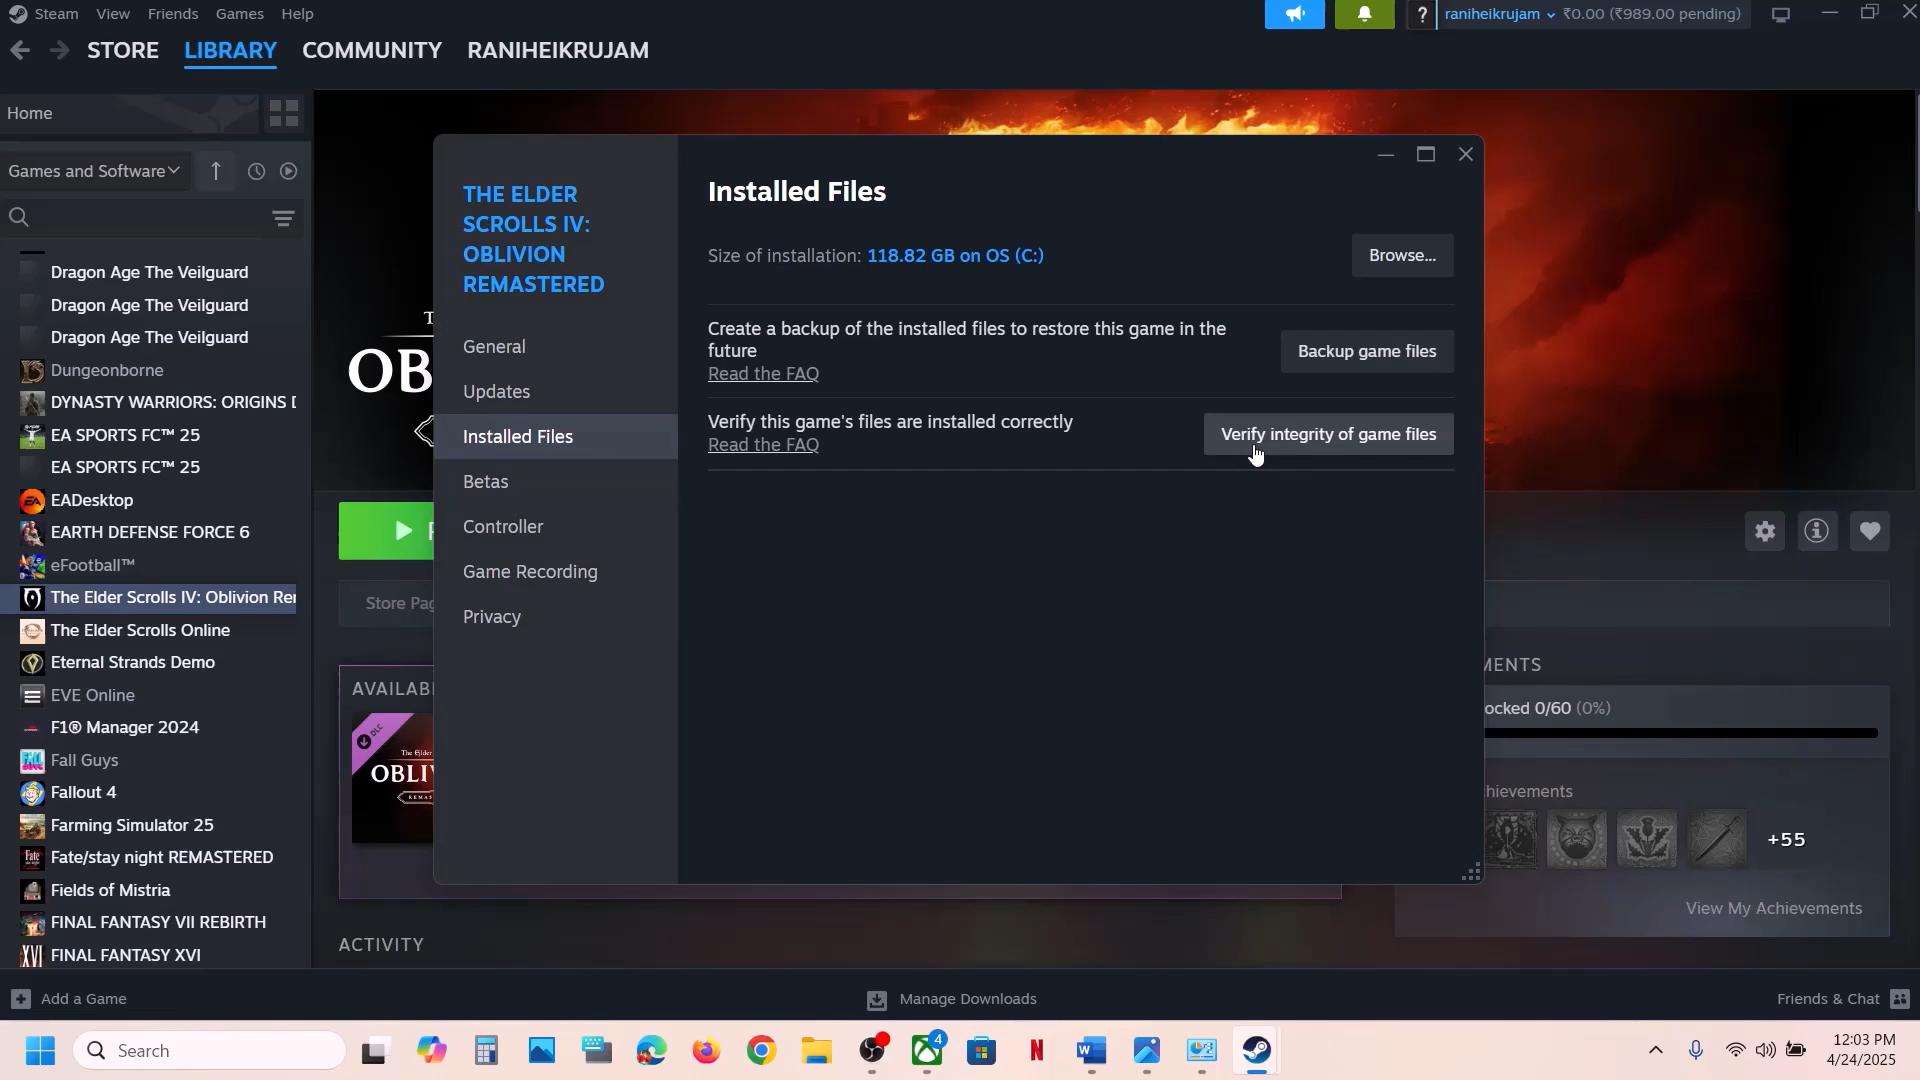 Steam View Friends Games Help
raniheikrujam ₹0.00 (₹989.00 pending)
STORE LIBRARY COMMUNITY RANIHEIKRUJAM
Home
Games and Software
Dragon Age The Veilguard
Dragon Age The Veilguard
Dragon Age The Veilguard
Dungeonborne
DYNASTY WARRIORS: ORIGINS
EA SPORTS FC™ 25
EA SPORTS FC™ 25
EADesktop
EARTH DEFENSE FORCE 6
eFootball™
The Elder Scrolls IV: Oblivion Rer
The Elder Scrolls Online
Eternal Strands Demo
EVE Online
F1® Manager 2024
Fall Guys
Fallout 4
Farming Simulator 25
Fate/stay night REMASTERED
Fields of Mistria
FINAL FANTASY VII REBIRTH
FINAL FANTASY XVI
Add a Game
THE ELDER
SCROLLS IV:
OBLIVION
REMASTERED
General
Updates
Installed Files
Betas
Controller
Game Recording
Privacy
Installed Files
Size of installation: 118.82 GB on OS (C:)
Browse...
Create a backup of the installed files to restore this game in the
future
Read the FAQ
Backup game files
Verify this game's files are installed correctly
Read the FAQ
Verify integrity of game files
OB
Store Pag
AVAILAB
DLC
The Elder
OBLIV
ACTIVITY
MENTS
ocked 0/60 (0%)
chievements
+55
View My Achievements
Manage Downloads
Friends & Chat
Search
4
12:03 PM
4/24/2025